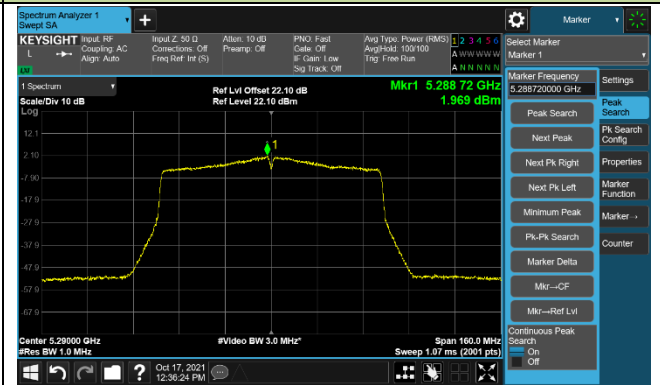 Spectrum Analyzer 1
Swept SA
Marker
KEYSIGHT
L
Input: RF
Coupling: AC
Align: Auto
Input Z: 50 Ω
Corrections: Off
Freq Ref: Int (S)
Atten: 10 dB
Preamp: Off
PNO: Fast
Gate: Off
IF Gain: Low
Sig Track: Off
Avg Type: Power (RMS)
Avg|Hold: 100/100
Trig: Free Run
1 2 3 4 5 6
A W W W W W
A N N N N N
Select Marker
Marker 1
1 Spectrum
Scale/Div 10 dB
Log
Ref Lvl Offset 22.10 dB
Ref Level 22.10 dBm
Mkr1 5.288 72 GHz
1.969 dBm
12.1
2.10
-7.90
-17.9
-27.9
-37.9
-47.9
-57.9
-67.9
1
Center 5.29000 GHz
#Res BW 1.0 MHz
#Video BW 3.0 MHz*
Span 160.0 MHz
Sweep 1.07 ms (2001 pts)
Marker Frequency
5.288720000 GHz
Peak Search
Next Peak
Next Pk Right
Next Pk Left
Minimum Peak
Pk-Pk Search
Marker Delta
Mkr→CF
Mkr→Ref Lvl
Continuous Peak
Search
On
Off
Settings
Peak
Search
Pk Search
Config
Properties
Marker
Function
Marker→
Counter
Oct 17, 2021
12:36:24 PM